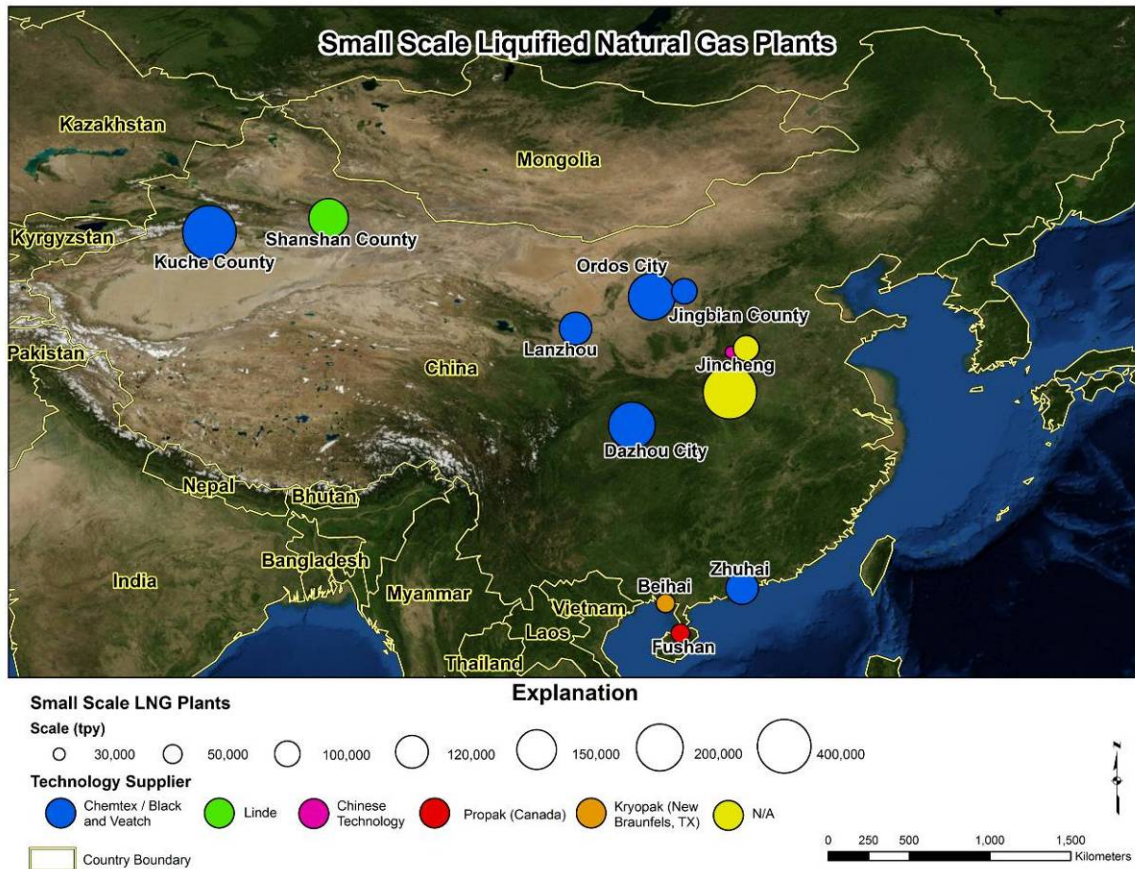 Small Scale Liquified Natural Gas Plants
Kazakhstan
Mongolia
Kyrgyzstan
Shanshan County
Kuche County
Ordos City
Jingbian County
Lanzhou
Pakistan
China
Jincheng
Dazhou City
Nepal
Bhutan
Bangladesh
India
Myanmar
Zhuhai
Beihai
Vietnam
Laos
Fushan
Thailand
Explanation
Small Scale LNG Plants
Scale (tpy)
30,000 50,000 100,000 120,000 150,000 200,000 400,000
Technology Supplier
Chemtex / Black
and Veatch
Linde
Chinese
Technology
Propak (Canada)
Kryopak (New
Braunfels, TX)
N/A
Country Boundary
N
0 250 500 1,000 1,500
Kilometers